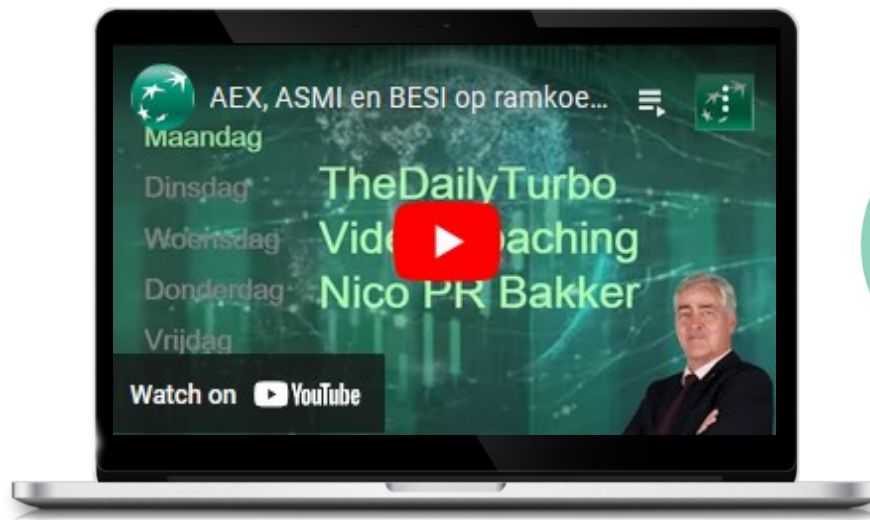 AEX, ASMI en BESI op ramkoe...
Maandag
Dinsdag
Woensdag
Donderdag
Vrijdag
TheDailyTurbo
Nico PR Bakker
Watch on YouTube